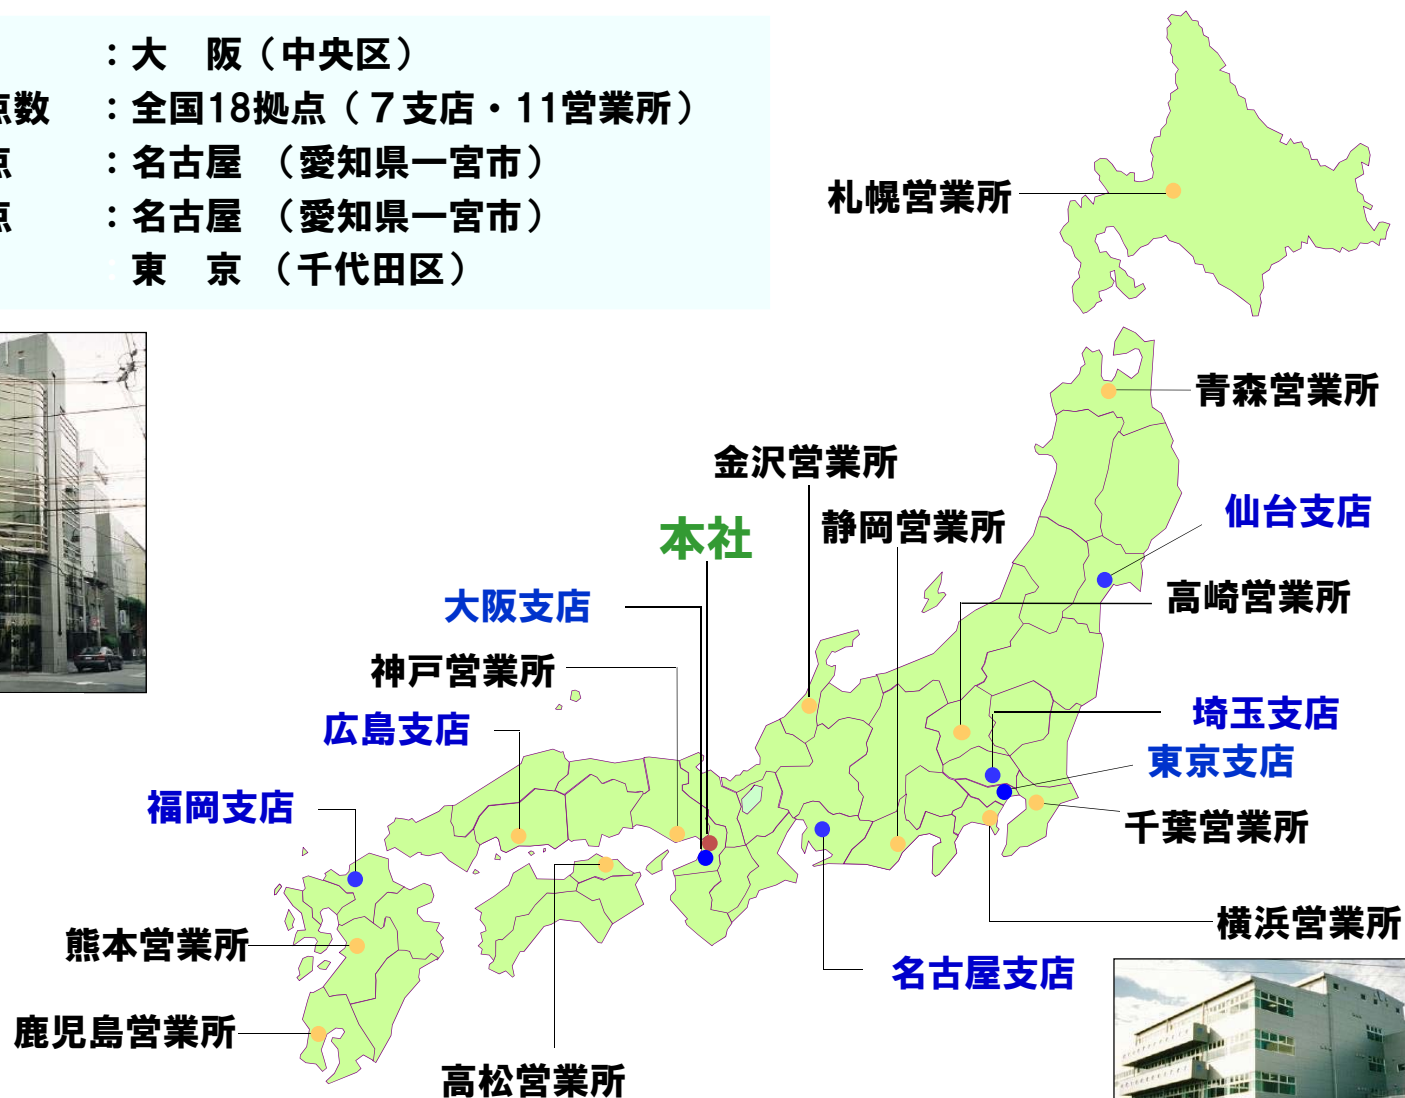 ：大　阪（中央区）
点数　：全国18拠点（７支店・11営業所）
点　：名古屋 （愛知県一宮市）
点　：名古屋 （愛知県一宮市）
東　京 （千代田区）
札幌営業所
青森営業所
金沢営業所
仙台支店
静岡営業所
本社
高崎営業所
大阪支店
神戸営業所
埼玉支店
広島支店
東京支店
福岡支店
千葉営業所
横浜営業所
熊本営業所
名古屋支店
鹿児島営業所
高松営業所